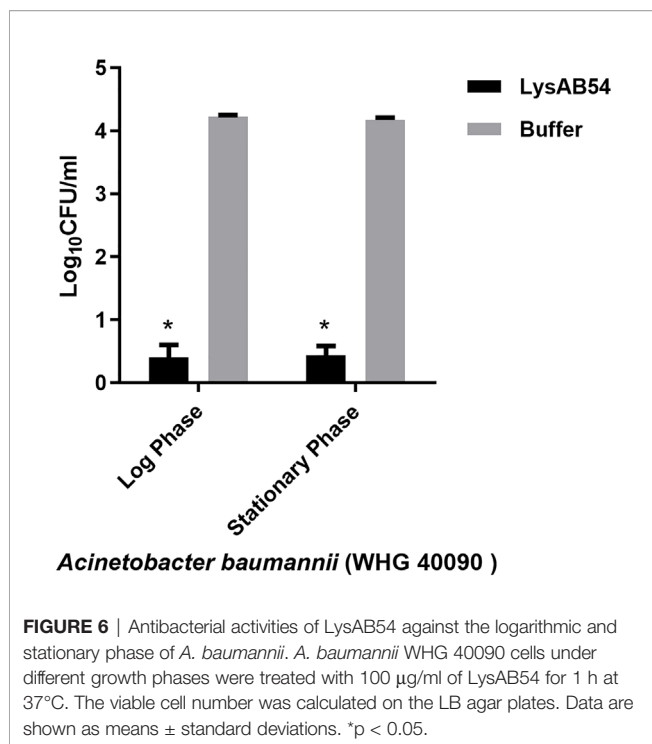 5
4
3
2
1
0
Log₁₀CFU/ml
LysAB54
Buffer
*
*
Log Phase
Stationary Phase
Acinetobacter baumannii (WHG 40090 )
FIGURE 6 | Antibacterial activities of LysAB54 against the logarithmic and
stationary phase of A. baumannii. A. baumannii WHG 40090 cells under
different growth phases were treated with 100 μg/ml of LysAB54 for 1 h at
37°C. The viable cell number was calculated on the LB agar plates. Data are
shown as means ± standard deviations. *p < 0.05.